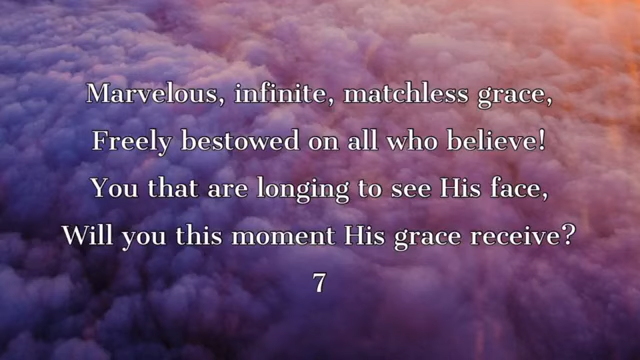 Marvelous, infinite, matchless grace,
Freely bestowed on all who believe!
You that are longing to see His face,
Will you this moment His grace receive?
7